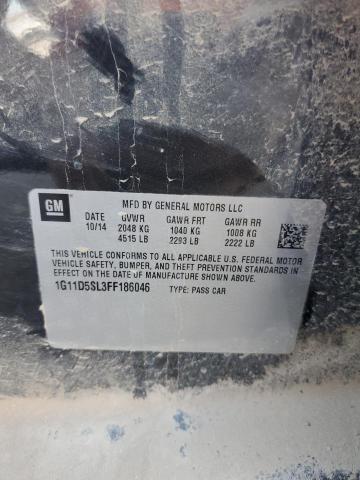 GM
MFD BY GENERAL MOTORS LLC
DATE GVWR GAWR FRT GAWR RR
10/14 2048 KG 1040 KG 1008 KG
4515 LB 2293 LB 2222 LB
THIS VEHICLE CONFORMS TO ALL APPLICABLE U.S. FEDERAL MOTOR
VEHICLE SAFETY, BUMPER, AND THEFT PREVENTION STANDARDS IN
EFFECT ON THE DATE OF MANUFACTURE SHOWN ABOVE.
1G11D5SL3FF186046 TYPE: PASS CAR